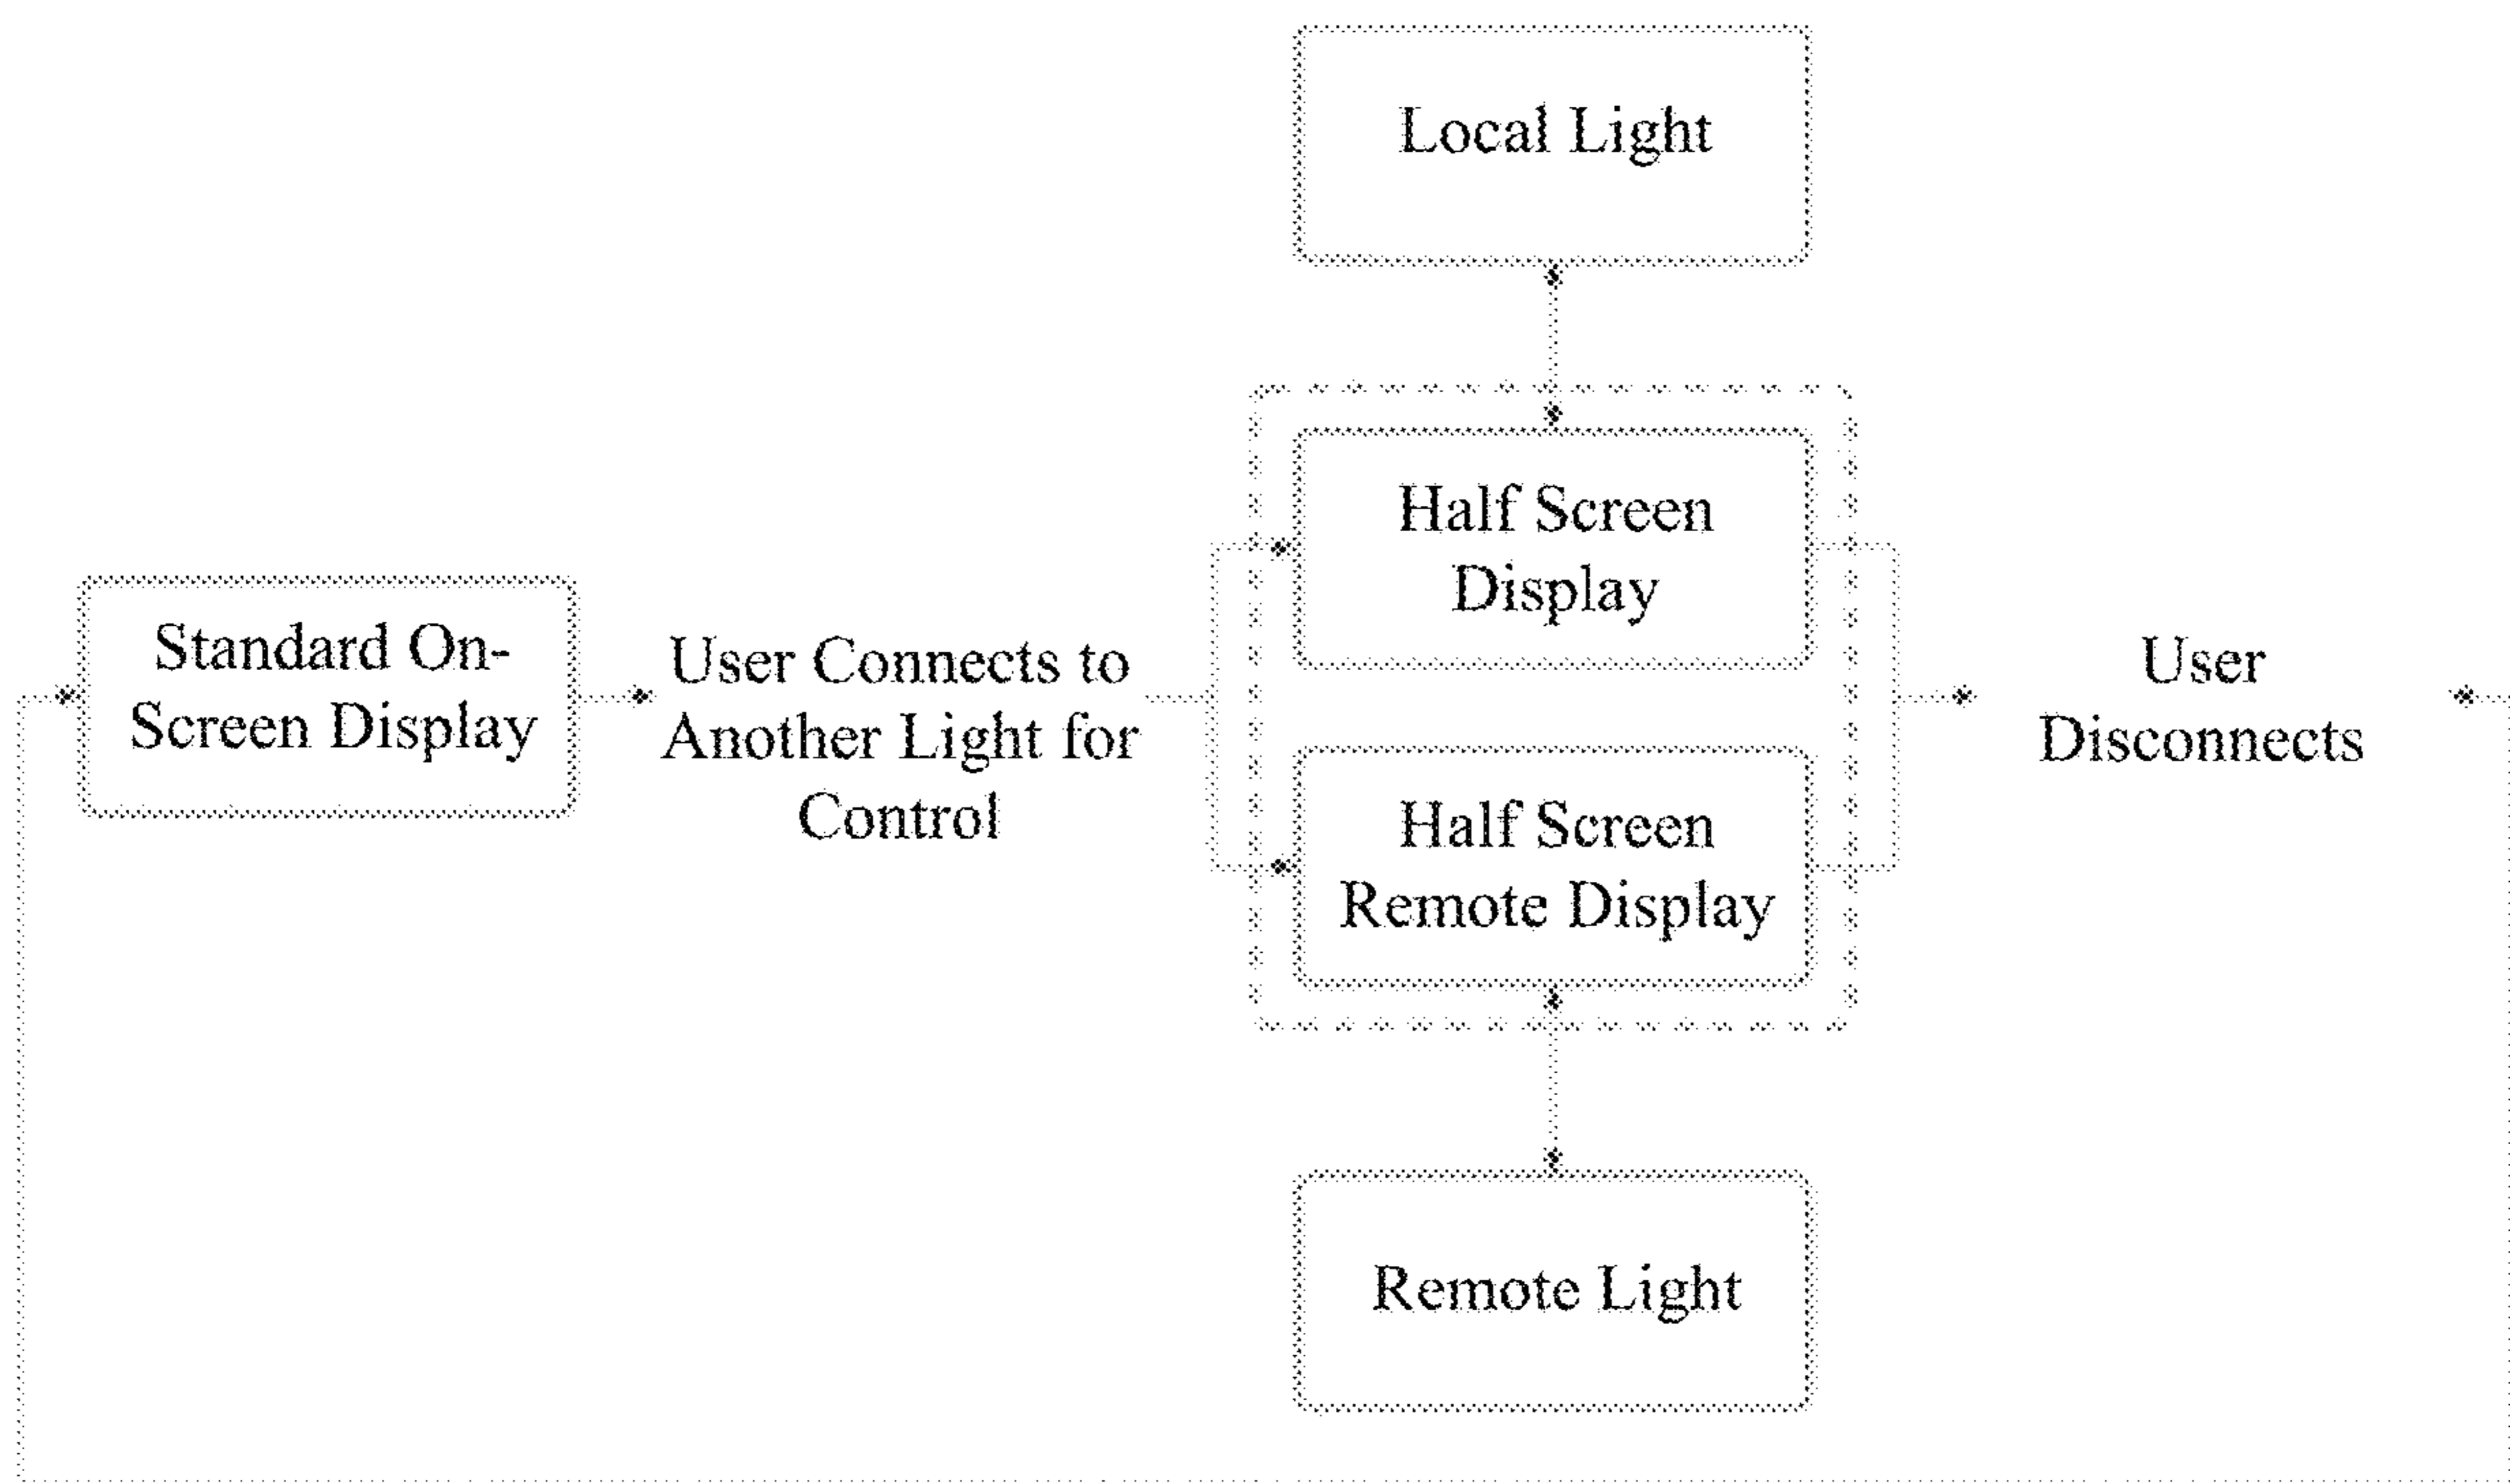 Local Light
Half Screen
Display
Standard On-
Screen Display
User Connects to
Another Light for
Control
User
Disconnects
Half Screen
Remote Display
Remote Light